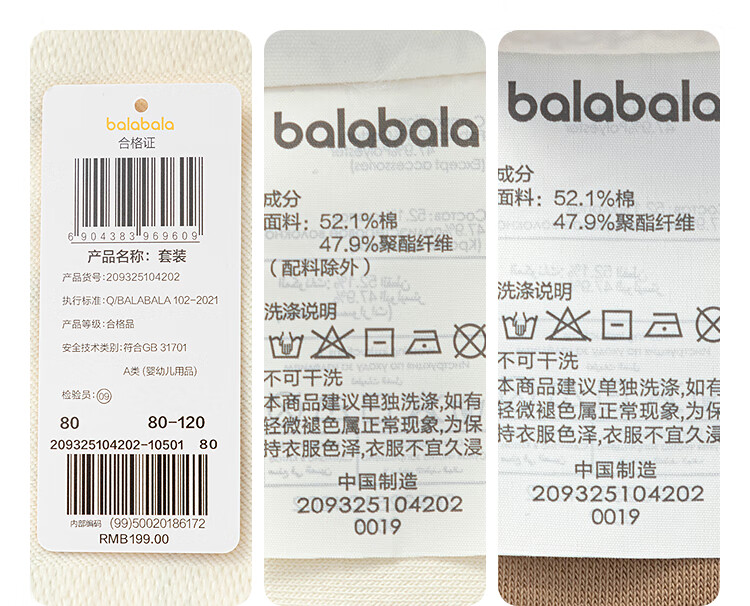 balabala
合格证
6904383969609
产品名称: 套装
产品货号:209325104202
执行标准:Q/BALABALA 102-2021
产品等级:合格品
安全技术类别:符合GB 31701
A类 (婴幼儿用品)
检验员: 09
80 80-120
209325104202-10501 80
内部编码 (99)50020186172
RMB199.00
balabala
成分
面料: 52.1%棉
47.9%聚酯纤维
(配料除外)
洗涤说明
不可干洗
本商品建议单独洗涤,如有
轻微褪色属正常现象,为保
持衣服色泽,衣服不宜久浸
中国制造
209325104202
0019
balabala
成分
面料: 52.1%棉
47.9%聚酯纤维
洗涤说明
不可干洗
本商品建议单独洗涤,如有
轻微褪色属正常现象,为保
持衣服色泽,衣服不宜久浸
中国制造
209325104202
0019